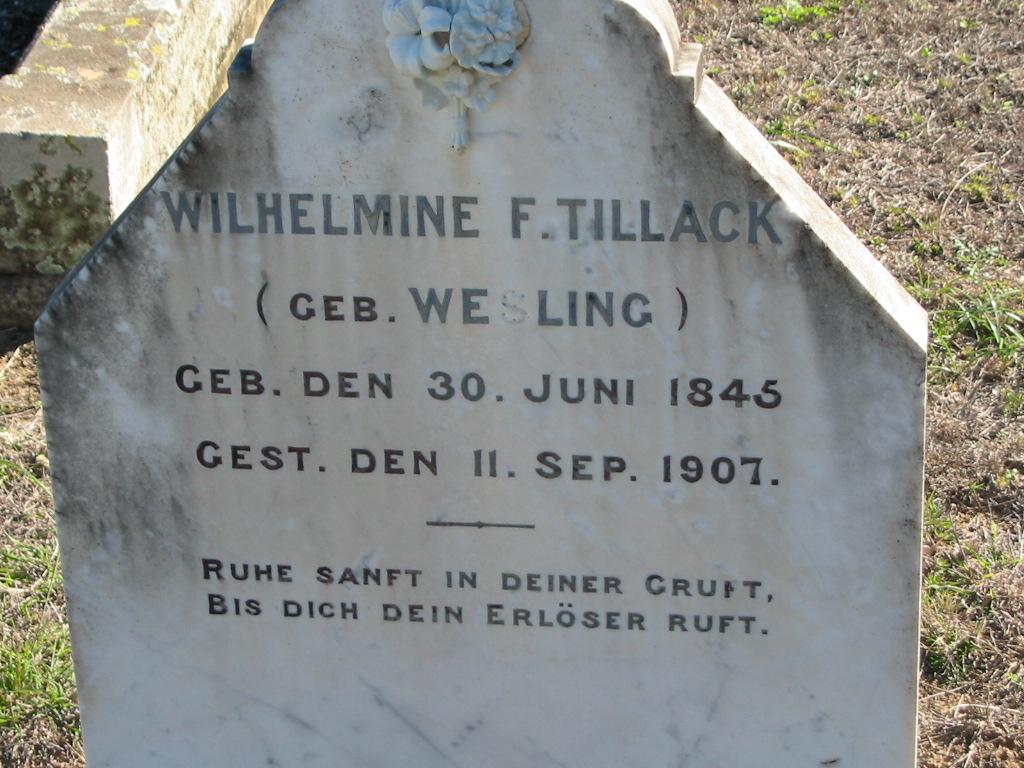 WILHELMINE F. TILLACK
(GEB. WESLING)
GEB. DEN 30. JUNI 1845
GEST. DEN 11. SEP. 1907.
RUHE SANFT IN DEINER GRUFT,
BIS DICH DEIN ERLÖSER RUFT.